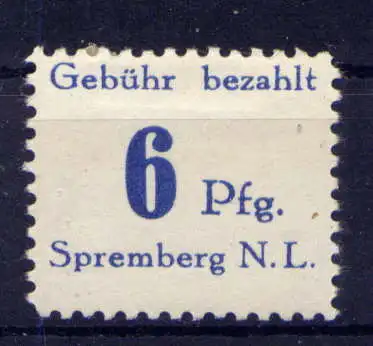 Gebühr bezahlt
6 Pfg.
Spremberg N.L.